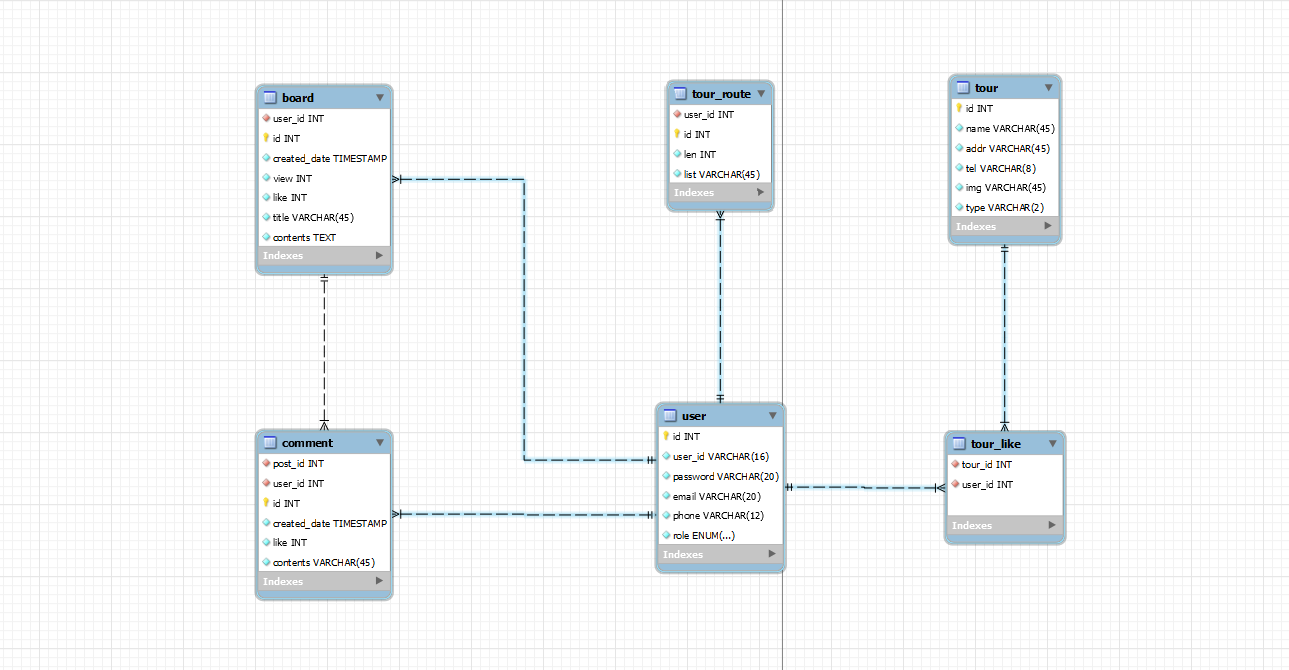 board
user_id INT
id INT
created_date TIMESTAMP
view INT
like INT
title VARCHAR(45)
contents TEXT
Indexes
tour_route
user_id INT
id INT
len INT
list VARCHAR(45)
Indexes
tour
id INT
name VARCHAR(45)
addr VARCHAR(45)
tel VARCHAR(8)
img VARCHAR(45)
type VARCHAR(2)
Indexes
comment
post_id INT
user_id INT
id INT
created_date TIMESTAMP
like INT
contents VARCHAR(45)
Indexes
user
id INT
user_id VARCHAR(16)
password VARCHAR(20)
email VARCHAR(20)
phone VARCHAR(12)
role ENUM(...)
Indexes
tour_like
tour_id INT
user_id INT
Indexes